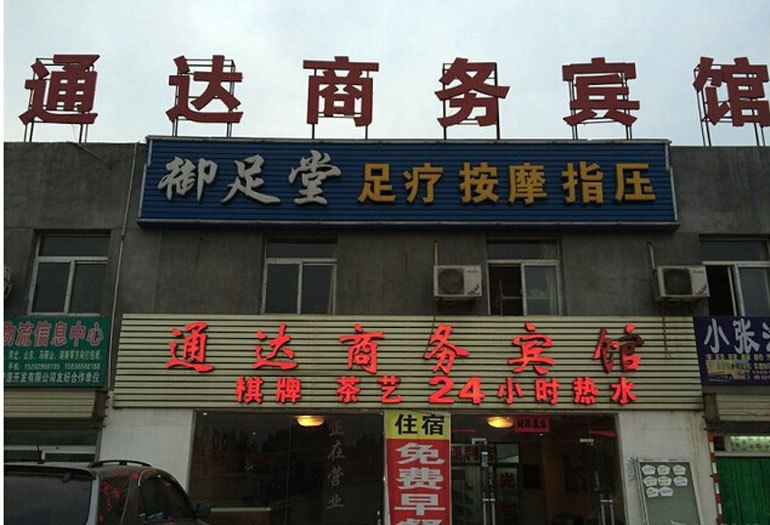 通达商务宾馆
御足堂 足疗 按摩 指压
通达商务宾馆
棋牌 茶艺 24小时热水
物流信息中心
小张
住宿
免费早餐
正在营业